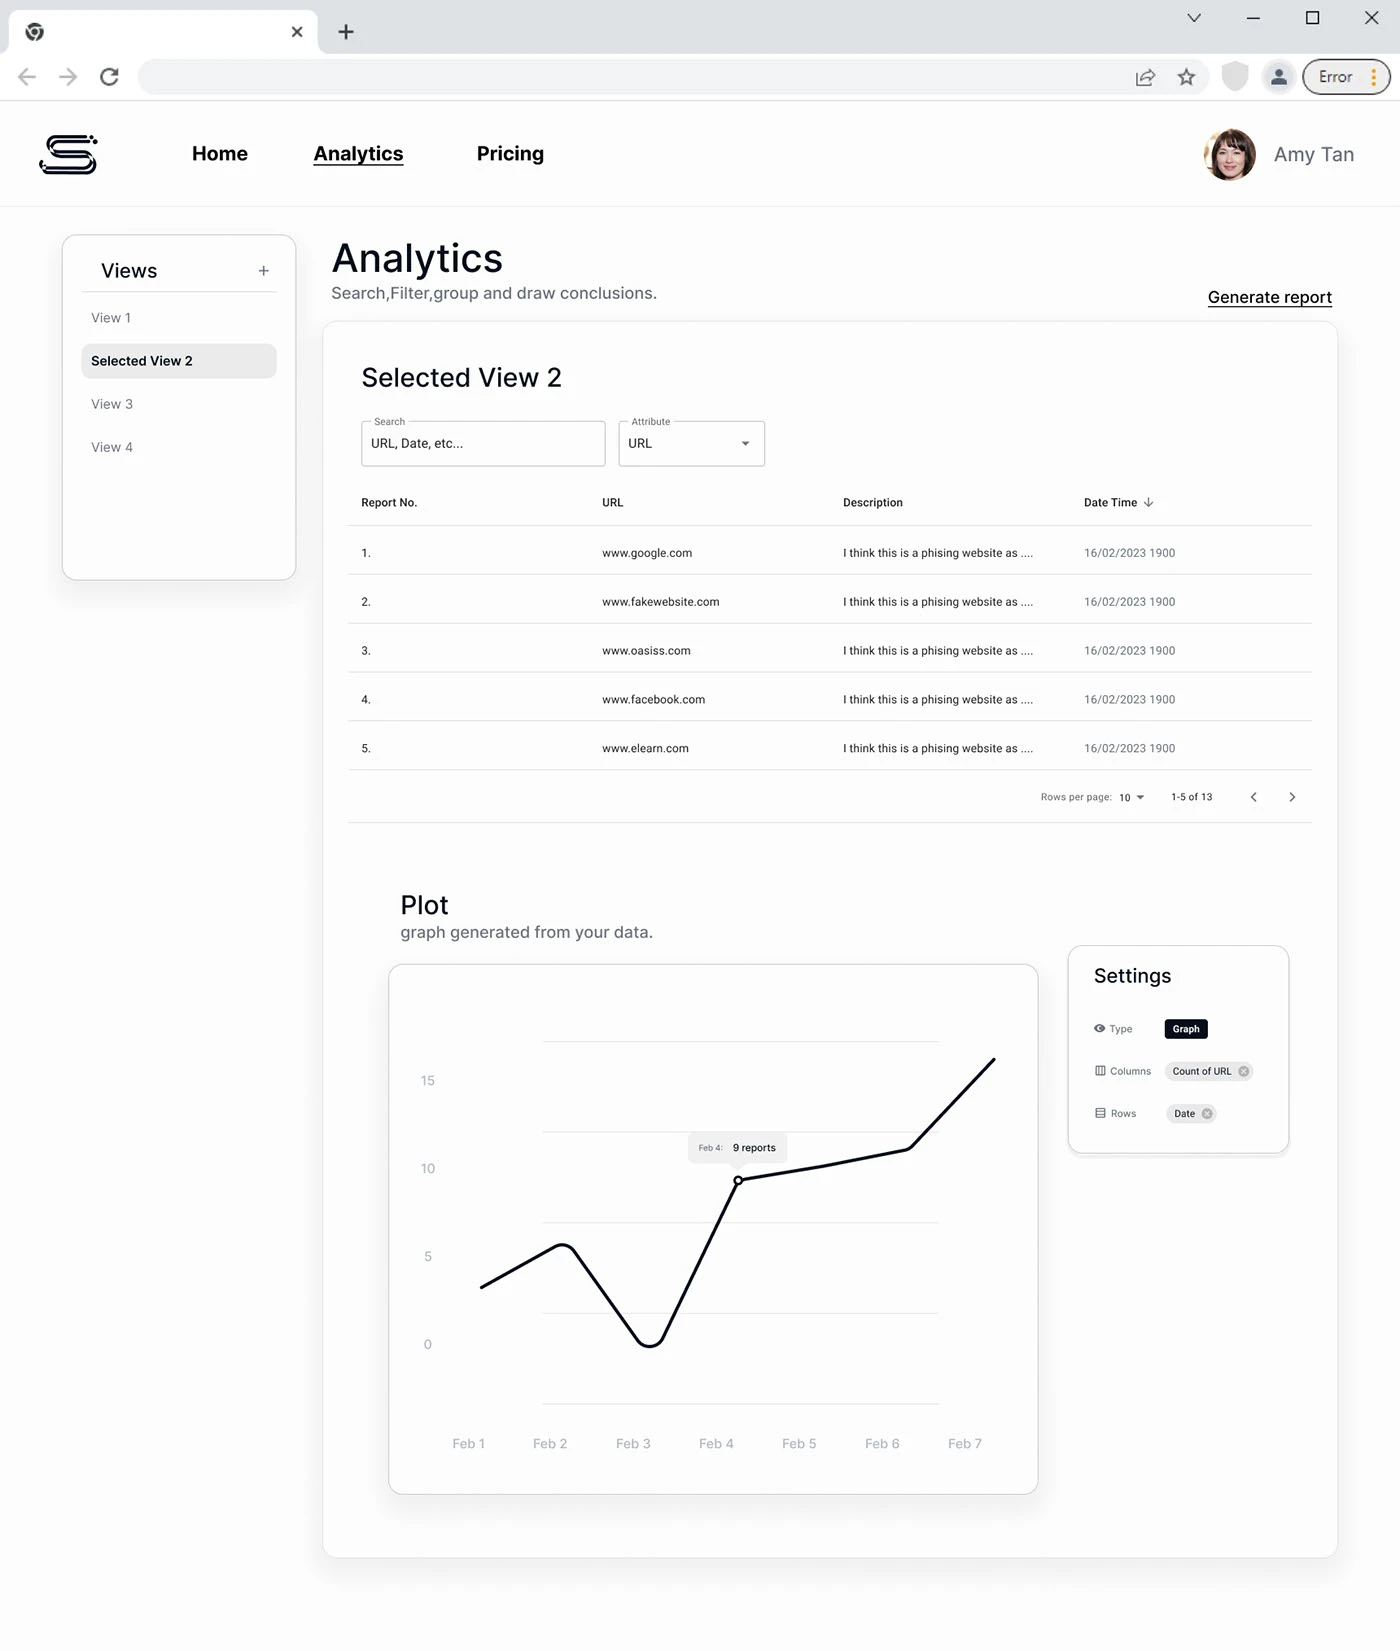 Error
Home Analytics Pricing
Amy Tan
Views +
View 1
Selected View 2
View 3
View 4
Analytics
Search,Filter,group and draw conclusions.
Generate report
Selected View 2
Search
URL, Date, etc...
Attribute
URL
Report No. URL Description Date Time
1. www.google.com I think this is a phising website as .... 16/02/2023 1900
2. www.fakewebsite.com I think this is a phising website as .... 16/02/2023 1900
3. www.oasiss.com I think this is a phising website as .... 16/02/2023 1900
4. www.facebook.com I think this is a phising website as .... 16/02/2023 1900
5. www.elearn.com I think this is a phising website as .... 16/02/2023 1900
Rows per page: 10 1-5 of 13
Plot
graph generated from your data.
15
10
5
0
Feb 4: 9 reports
Feb 1 Feb 2 Feb 3 Feb 4 Feb 5 Feb 6 Feb 7
Settings
Type Graph
Columns Count of URL
Rows Date